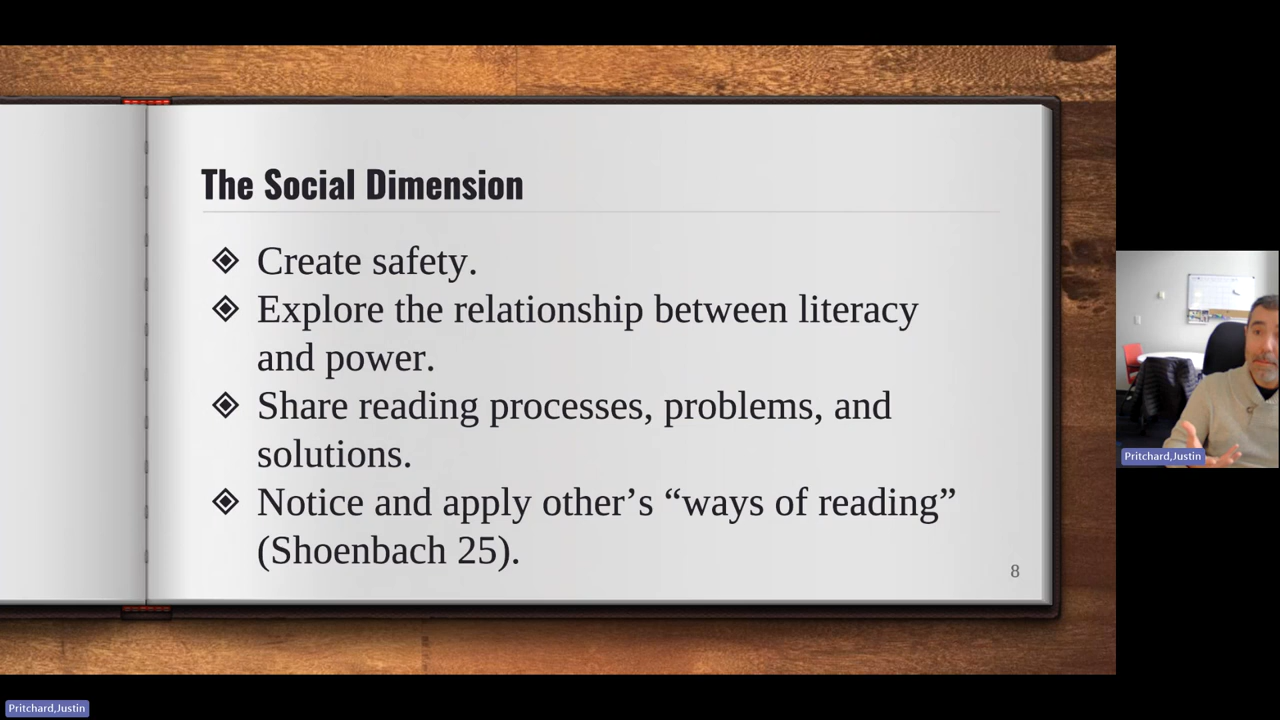 The Social Dimension
Create safety.
Explore the relationship between literacy
and power.
Share reading processes, problems, and
solutions.
Notice and apply other’s “ways of reading”
(Shoenbach 25).
8
Pritchard,Justin
Pritchard,Justin